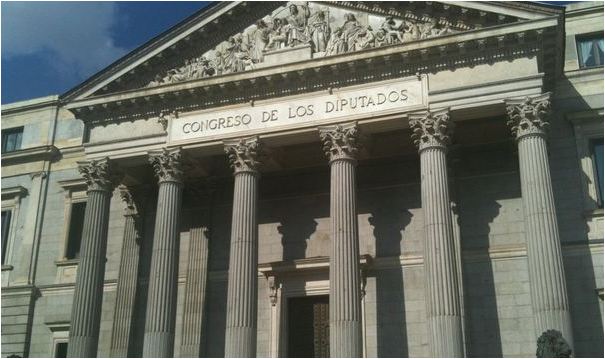 CONGRESO DE LOS DIPUTADOS